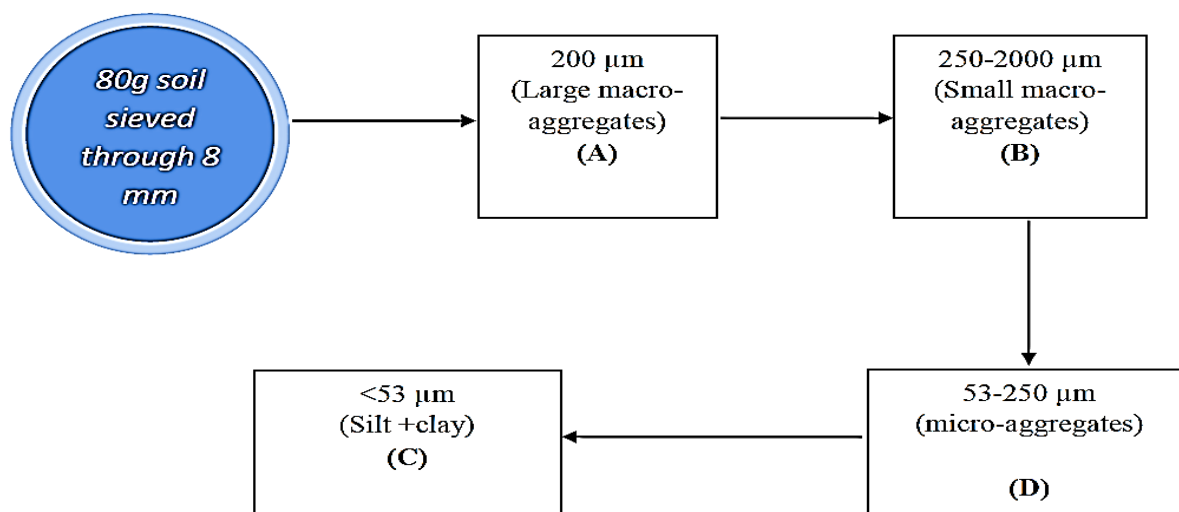 80g soil
sieved
through 8
mm
200 μm
(Large macro-
aggregates)
(A)
250-2000 μm
(Small macro-
aggregates)
(B)
53-250 μm
(micro-aggregates)
(D)
<53 μm
(Silt +clay)
(C)